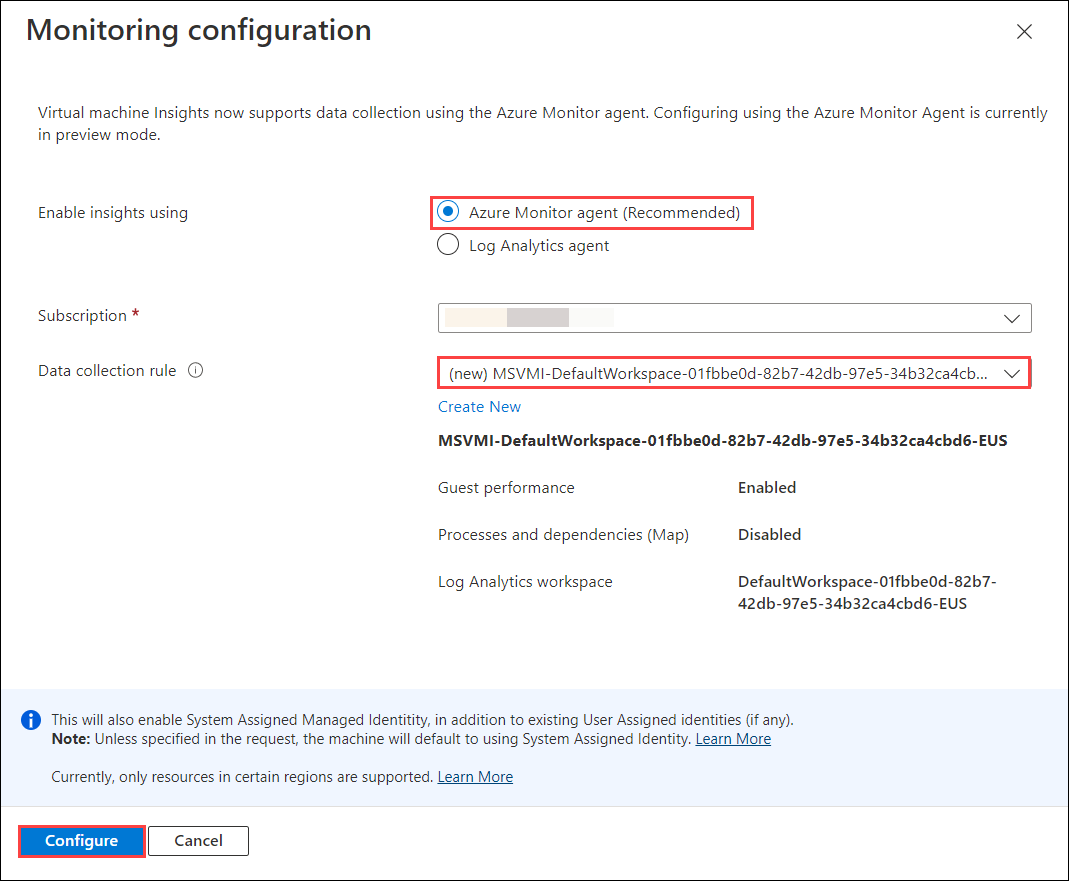 Monitoring configuration
Virtual machine Insights now supports data collection using the Azure Monitor agent. Configuring using the Azure Monitor Agent is currently
in preview mode.
Enable insights using
Azure Monitor agent (Recommended)
Log Analytics agent
Subscription *
Data collection rule
(new) MSVMI-DefaultWorkspace-01fbbe0d-82b7-42db-97e5-34b32ca4cb...
Create New
MSVMI-DefaultWorkspace-01fbbe0d-82b7-42db-97e5-34b32ca4cbd6-EUS
Guest performance Enabled
Processes and dependencies (Map) Disabled
Log Analytics workspace DefaultWorkspace-01fbbe0d-82b7-
42db-97e5-34b32ca4cbd6-EUS
This will also enable System Assigned Managed Identitity, in addition to existing User Assigned identities (if any).
Note: Unless specified in the request, the machine will default to using System Assigned Identity. Learn More
Currently, only resources in certain regions are supported. Learn More
Configure Cancel